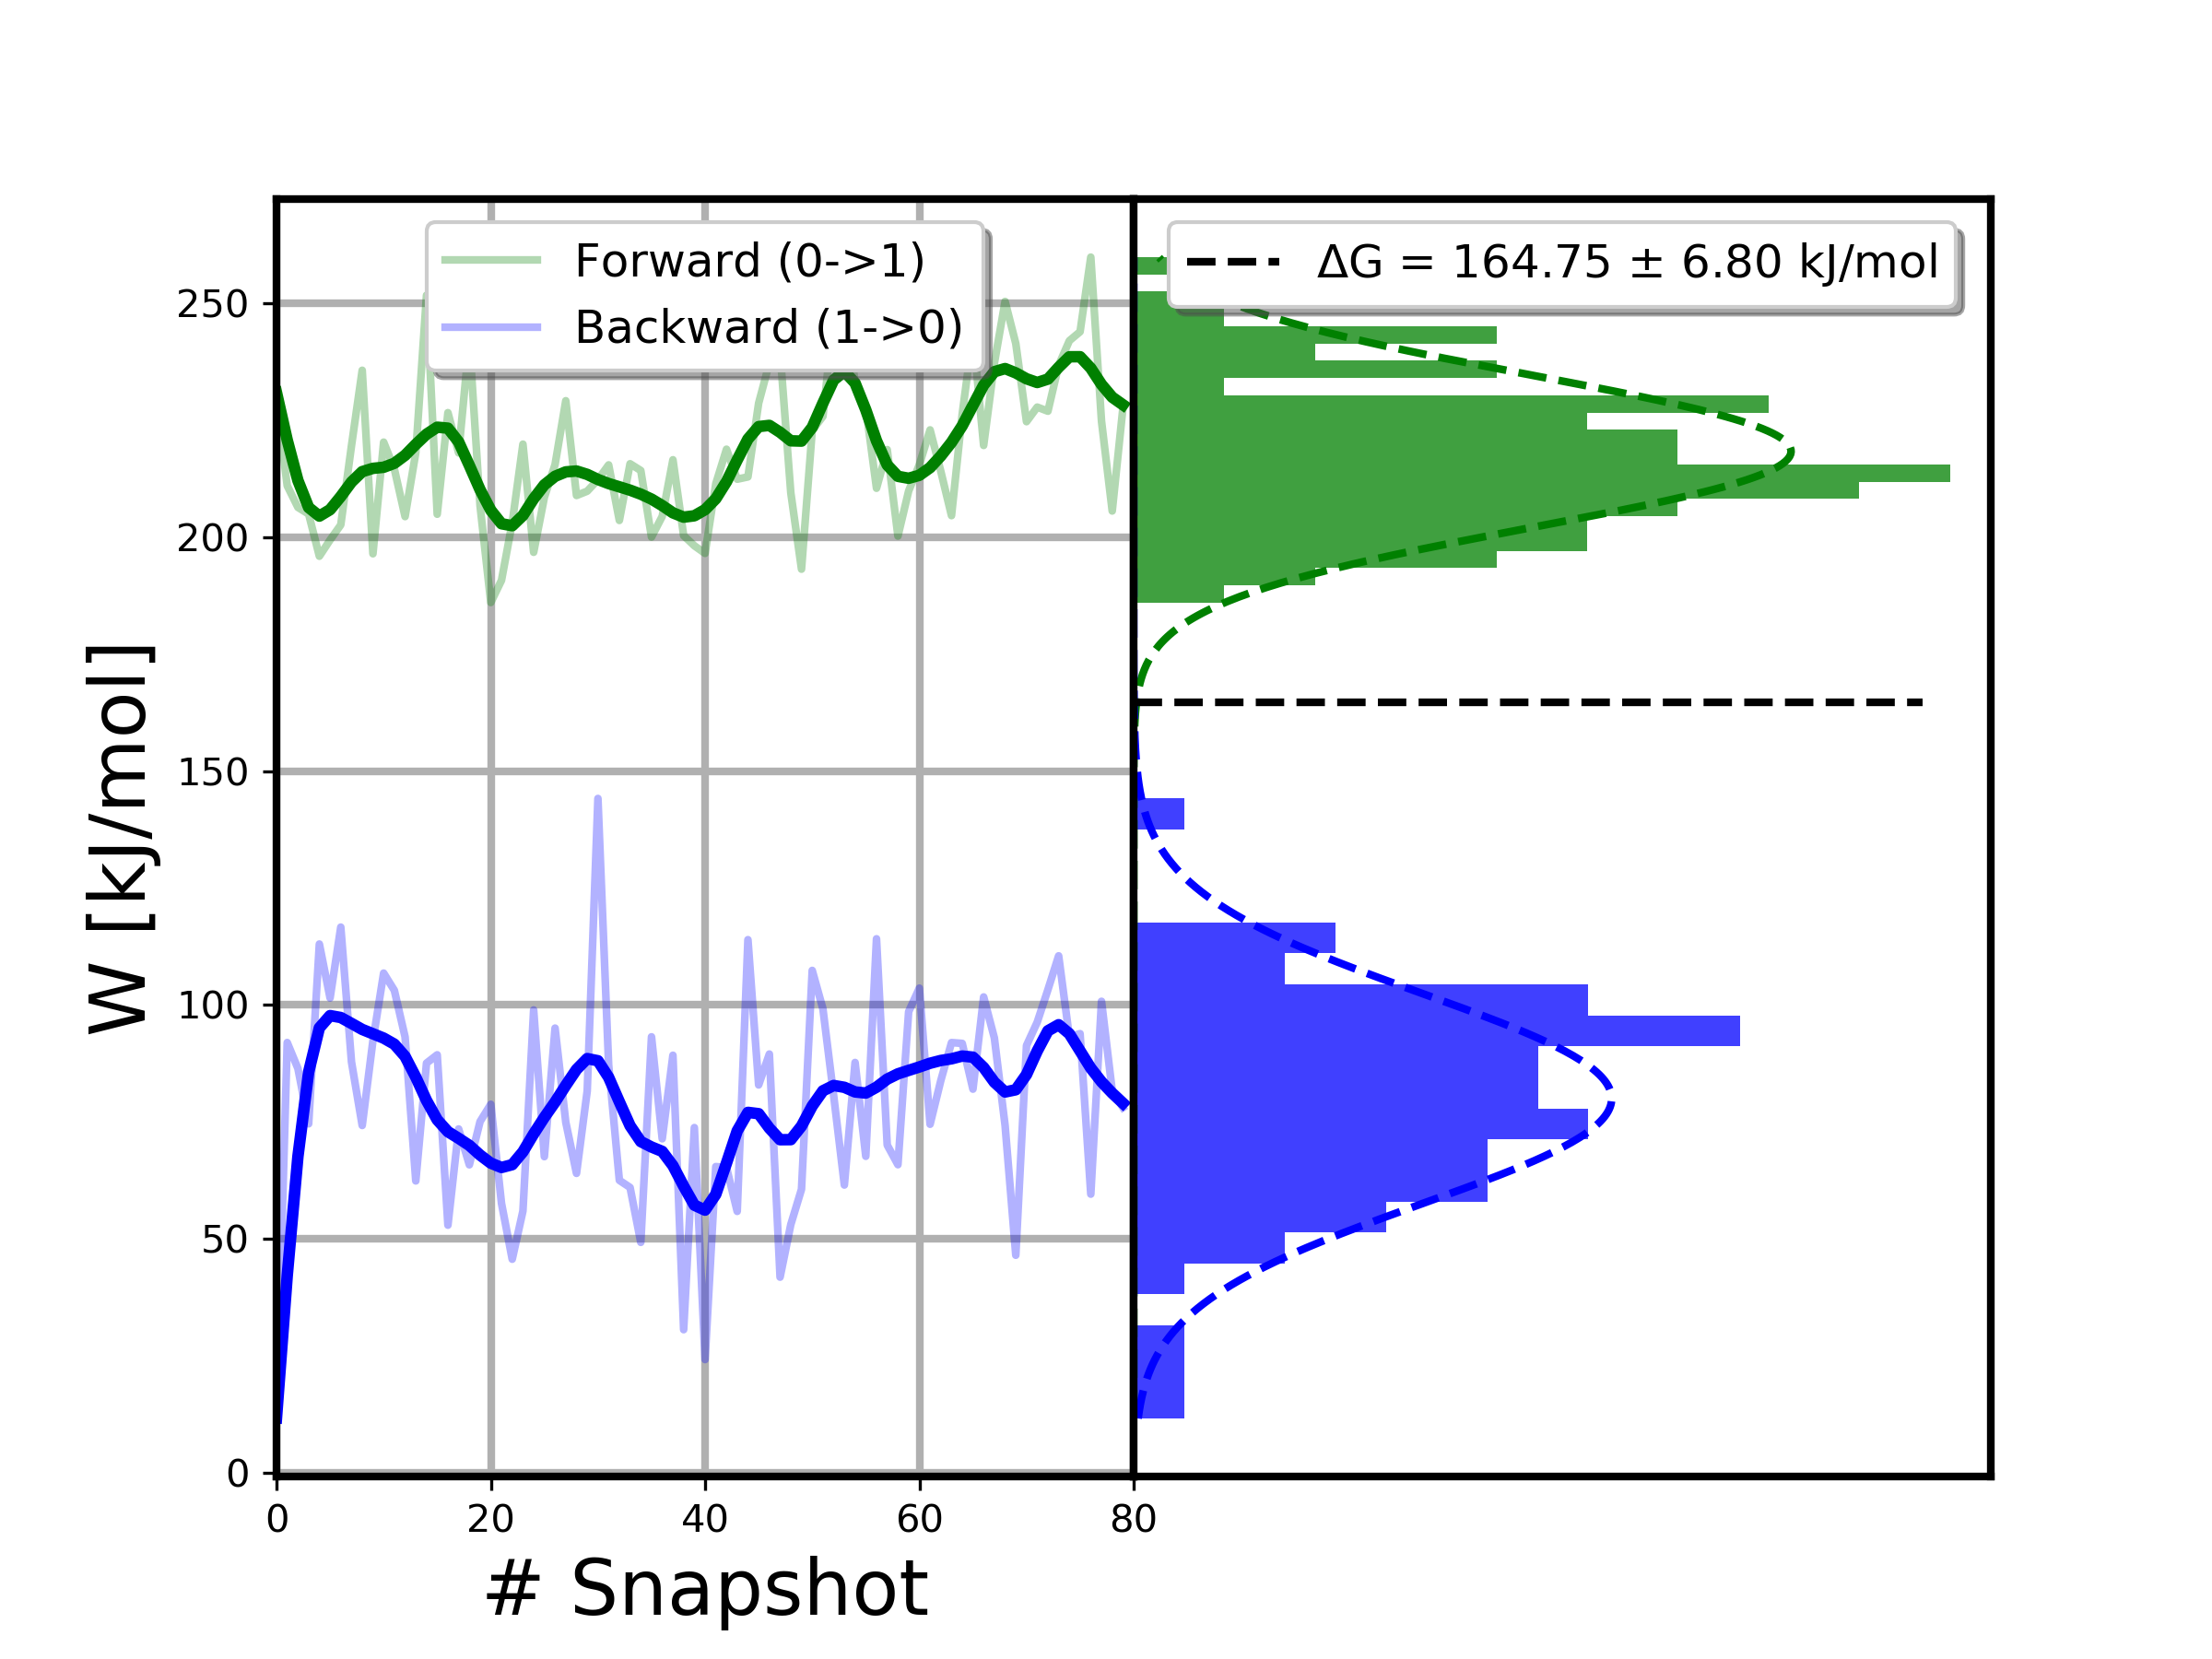 Forward (0->1)
Backward (1->0)
ΔG = 164.75 ± 6.80 kJ/mol
W [kJ/mol]
250
200
150
100
50
0
0 20 40 60 80
# Snapshot